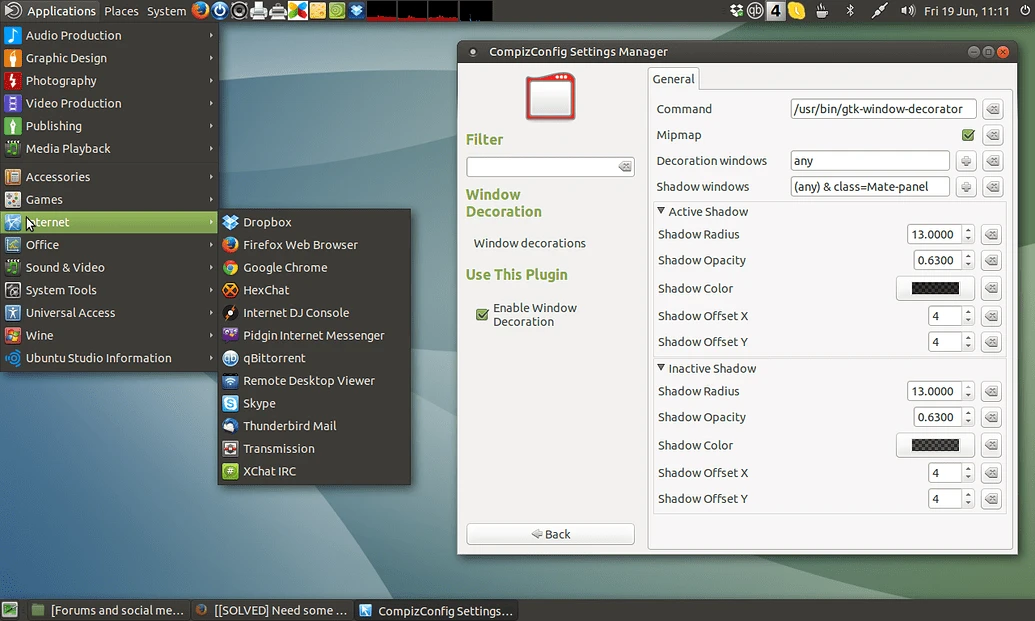 Applications Places System 4 Fri 19 Jun, 11:11
Audio Production
Graphic Design
Photography
Video Production
Publishing
Media Playback
Accessories
Games
Internet
Office
Sound & Video
System Tools
Universal Access
Wine
Ubuntu Studio Information
Dropbox
Firefox Web Browser
Google Chrome
HexChat
Internet DJ Console
Pidgin Internet Messenger
qBittorrent
Remote Desktop Viewer
Skype
Thunderbird Mail
Transmission
XChat IRC
CompizConfig Settings Manager
Filter
Window
Decoration
Window decorations
Use This Plugin
Enable Window
Decoration
Back
General
Command /usr/bin/gtk-window-decorator
Mipmap
Decoration windows any
Shadow windows (any) & class=Mate-panel
Active Shadow
Shadow Radius 13.0000
Shadow Opacity 0.6300
Shadow Color
Shadow Offset X 4
Shadow Offset Y 4
Inactive Shadow
Shadow Radius 13.0000
Shadow Opacity 0.6300
Shadow Color
Shadow Offset X 4
Shadow Offset Y 4
[Forums and social me... [[SOLVED] Need some ... CompizConfig Settings...